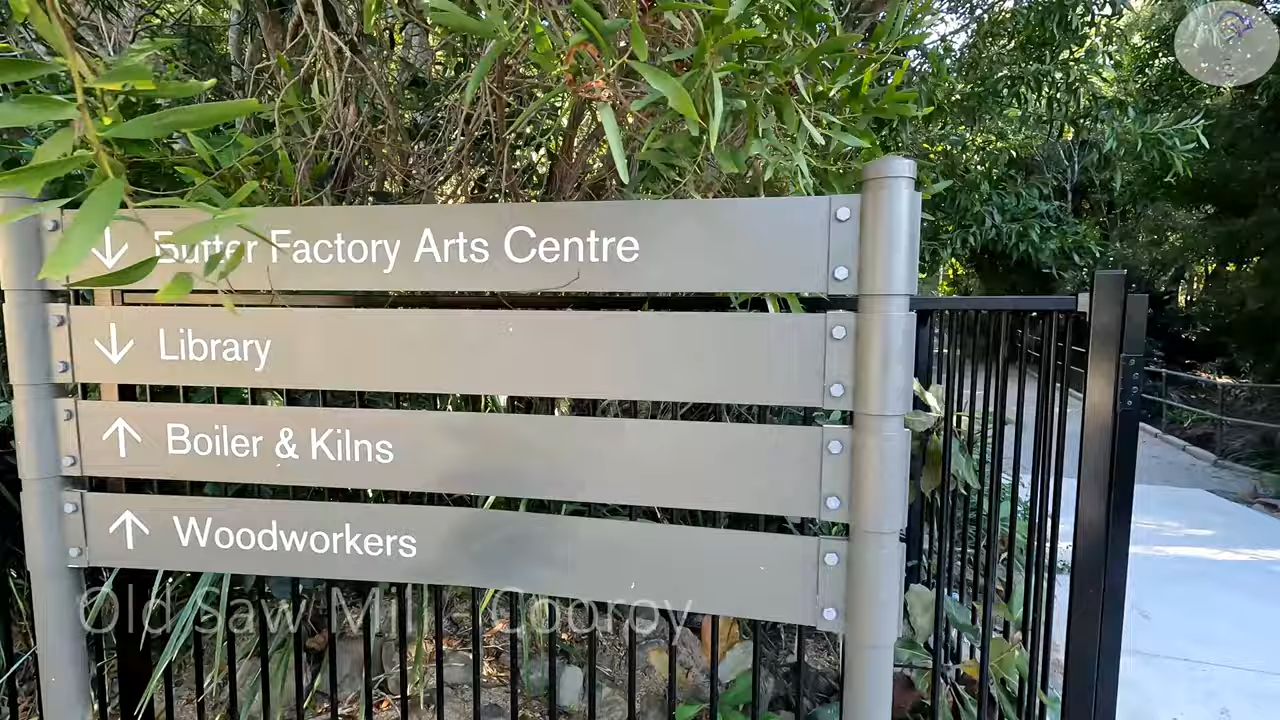 ↓ Butter Factory Arts Centre
↓ Library
↑ Boiler & Kilns
↑ Woodworkers
Old Saw Mill - Cooroy